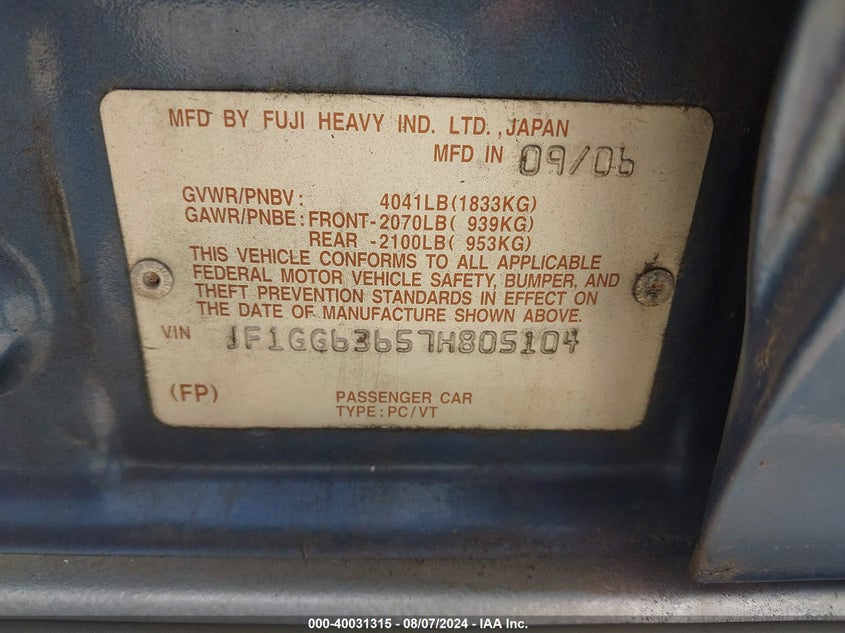 MFD BY FUJI HEAVY IND. LTD. ,JAPAN
MFD IN 09/06
GVWR/PNBV : 4041LB(1833KG)
GAWR/PNBE : FRONT-2070LB( 939KG)
REAR -2100LB( 953KG)
THIS VEHICLE CONFORMS TO ALL APPLICABLE
FEDERAL MOTOR VEHICLE SAFETY, BUMPER, AND
THEFT PREVENTION STANDARDS IN EFFECT ON
THE DATE OF MANUFACTURE SHOWN ABOVE.
VIN JF1GG63657H805104
(FP) PASSENGER CAR
TYPE : PC/VT
000-40031315 - 08/07/2024 - IAA Inc.